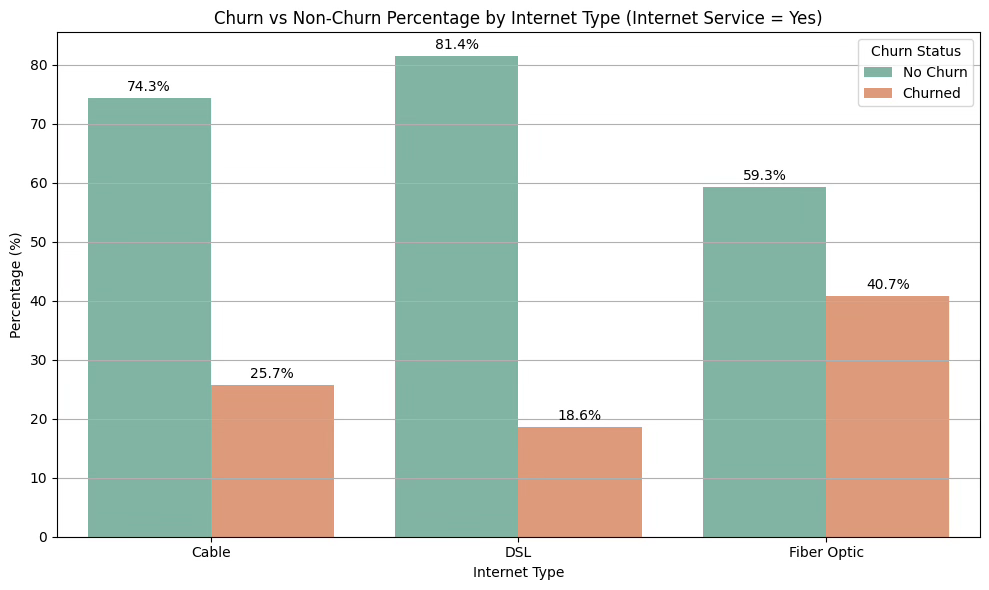 Churn vs Non-Churn Percentage by Internet Type (Internet Service = Yes)
Churn Status
No Churn
Churned
Percentage (%)
80
70
60
50
40
30
20
10
0
74.3%
25.7%
81.4%
18.6%
59.3%
40.7%
Cable
DSL
Fiber Optic
Internet Type